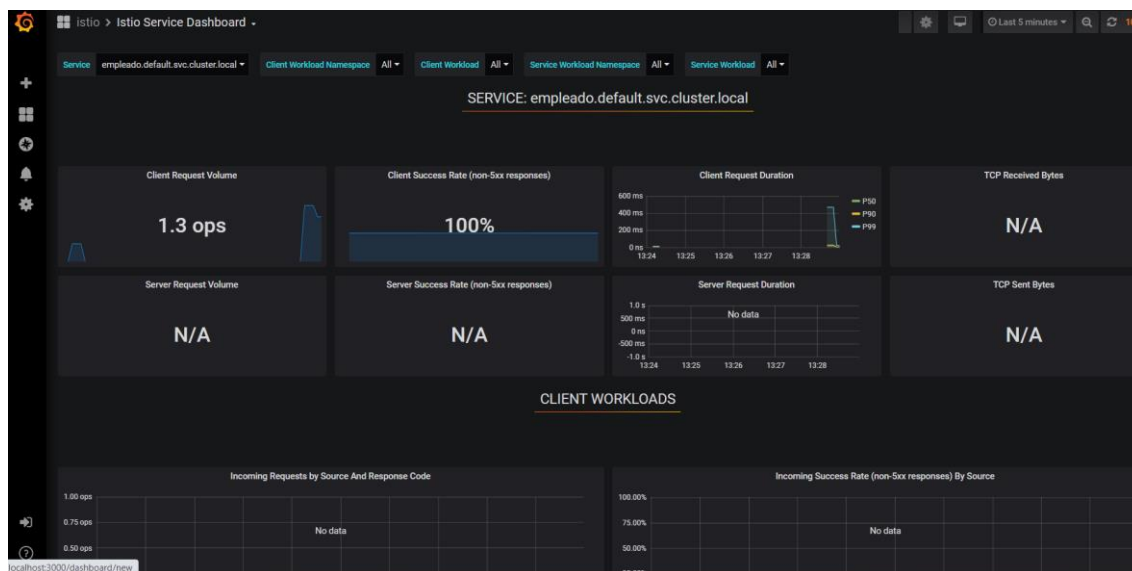 istio > Istio Service Dashboard
Last 5 minutes
Service empleado.default.svc.cluster.local Client Workload Namespace All Client Workload All Service Workload Namespace All Service Workload All
SERVICE: empleado.default.svc.cluster.local
Client Request Volume
1.3 ops
Client Success Rate (non-5xx responses)
100%
Client Request Duration
600 ms
400 ms
200 ms
0 ns
13:24 13:25 13:26 13:27 13:28
P50
P90
P99
TCP Received Bytes
N/A
Server Request Volume
N/A
Server Success Rate (non-5xx responses)
N/A
Server Request Duration
1.0 s
500 ms
0 ns
-500 ms
-1.0 s
No data
13:24 13:25 13:26 13:27 13:28
TCP Sent Bytes
N/A
CLIENT WORKLOADS
Incoming Requests by Source And Response Code
1.00 ops
0.75 ops
0.50 ops
No data
Incoming Success Rate (non-5xx responses) By Source
100.00%
75.00%
50.00%
No data
localhost:3000/dashboard/new